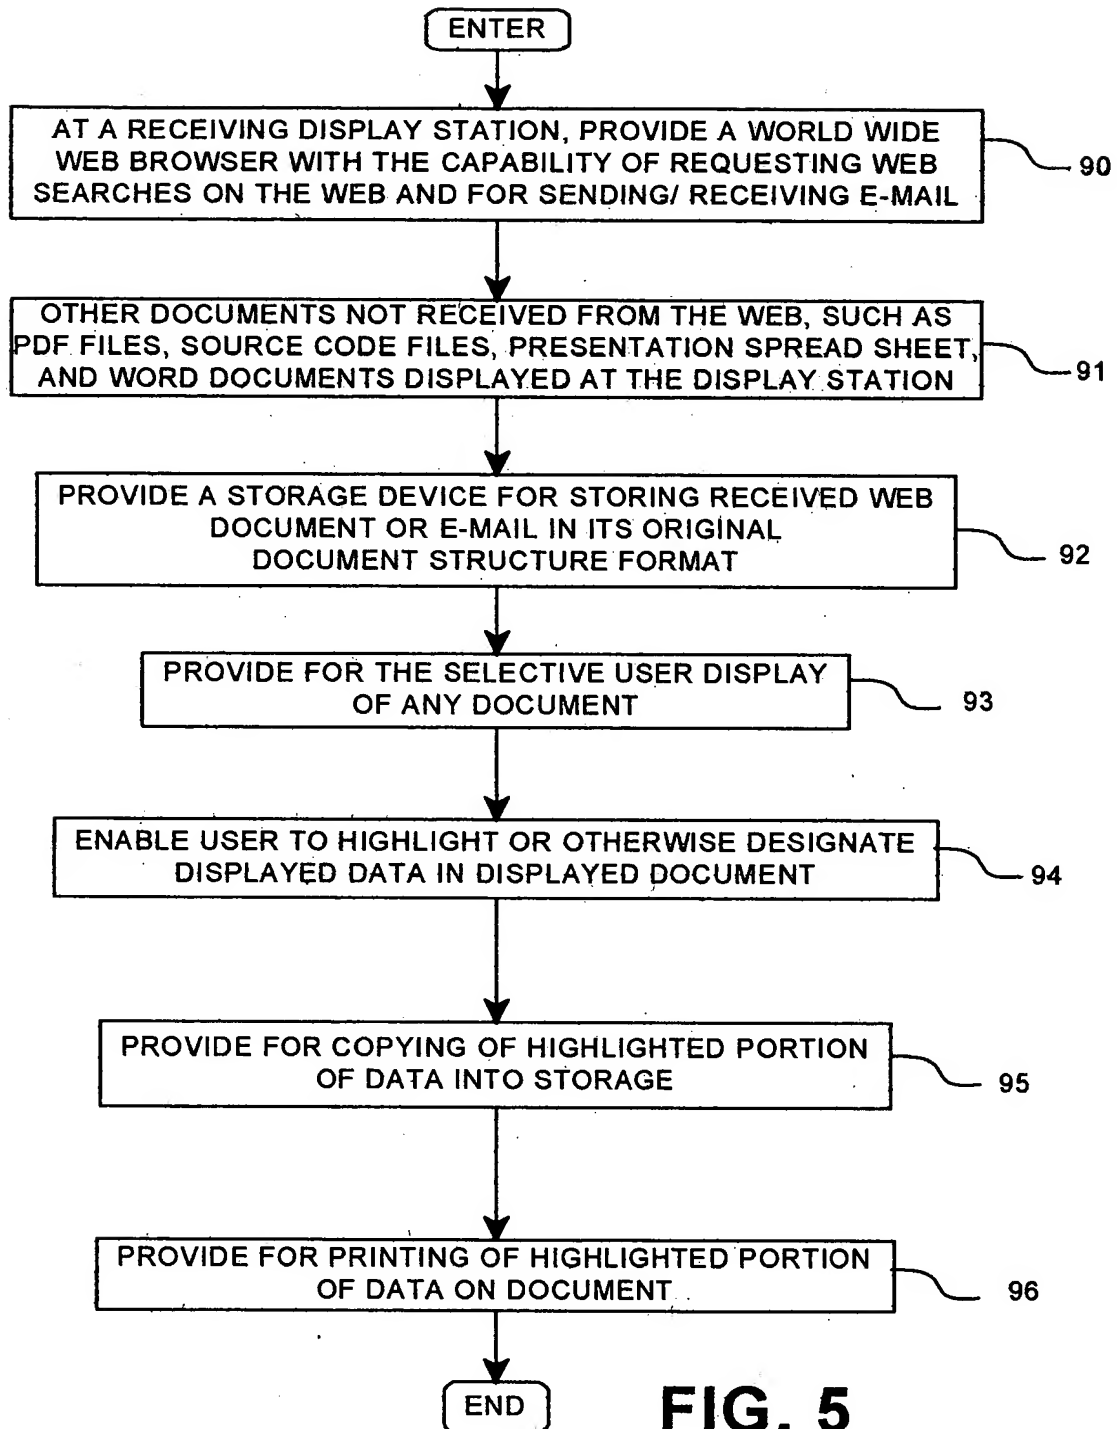 ENTER
AT A RECEIVING DISPLAY STATION, PROVIDE A WORLD WIDE
WEB BROWSER WITH THE CAPABILITY OF REQUESTING WEB
SEARCHES ON THE WEB AND FOR SENDING/ RECEIVING E-MAIL
90
OTHER DOCUMENTS NOT RECEIVED FROM THE WEB, SUCH AS
PDF FILES, SOURCE CODE FILES, PRESENTATION SPREAD SHEET,
AND WORD DOCUMENTS DISPLAYED AT THE DISPLAY STATION
91
PROVIDE A STORAGE DEVICE FOR STORING RECEIVED WEB
DOCUMENT OR E-MAIL IN ITS ORIGINAL
DOCUMENT STRUCTURE FORMAT
92
PROVIDE FOR THE SELECTIVE USER DISPLAY
OF ANY DOCUMENT
93
ENABLE USER TO HIGHLIGHT OR OTHERWISE DESIGNATE
DISPLAYED DATA IN DISPLAYED DOCUMENT
94
PROVIDE FOR COPYING OF HIGHLIGHTED PORTION
OF DATA INTO STORAGE
95
PROVIDE FOR PRINTING OF HIGHLIGHTED PORTION
OF DATA ON DOCUMENT
96
END
FIG. 5